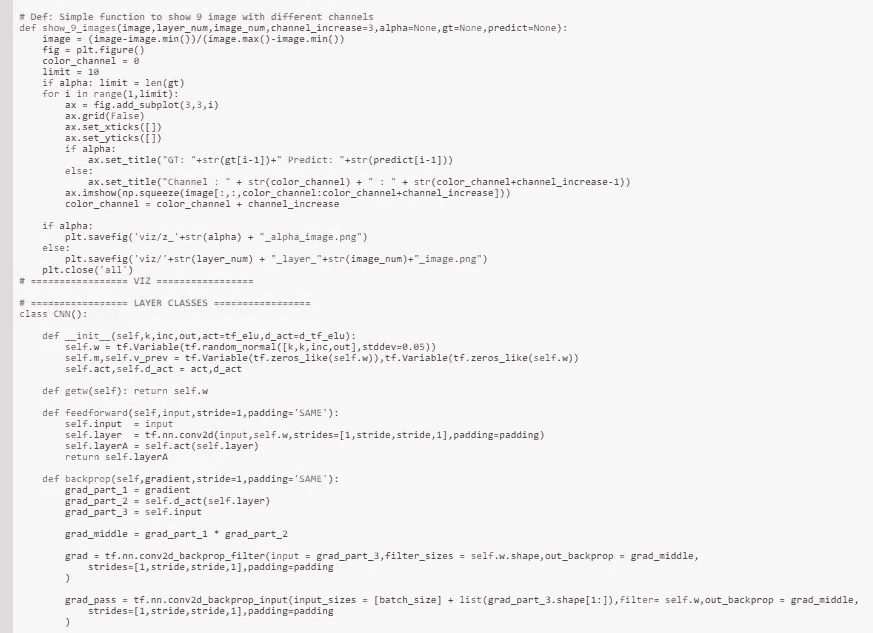 # Def: Simple function to show 9 image with different channels
def show_9_images(image,layer_num,image_num,channel_increase=3,alpha=None,gt=None,predict=None):
    image = (image-image.min())/(image.max()-image.min())
    fig = plt.figure()
    color_channel = 0
    limit = 10
    if alpha: limit = len(gt)
    for i in range(1,limit):
        ax = fig.add_subplot(3,3,i)
        ax.grid(False)
        ax.set_xticks([])
        ax.set_yticks([])
        if alpha:
            ax.set_title("GT: "+str(gt[i-1])+" Predict: "+str(predict[i-1]))
        else:
            ax.set_title("Channel : " + str(color_channel) + " : " + str(color_channel+channel_increase-1))
        ax.imshow(np.squeeze(image[:,:,color_channel:color_channel+channel_increase]))
        color_channel = color_channel + channel_increase

    if alpha:
        plt.savefig('viz/z_'+str(alpha) + "_alpha_image.png")
    else:
        plt.savefig('viz/'+str(layer_num) + "_layer_"+str(image_num)+"_image.png")
    plt.close('all')
# ================= VIZ =================

# ================= LAYER CLASSES =================
class CNN():

    def __init__(self,k,inc,out,act=tf_elu,d_act=d_tf_elu):
        self.w = tf.Variable(tf.random_normal([k,k,inc,out],stddev=0.05))
        self.m,self.v_prev = tf.Variable(tf.zeros_like(self.w)),tf.Variable(tf.zeros_like(self.w))
        self.act,self.d_act = act,d_act

    def getw(self): return self.w

    def feedforward(self,input,stride=1,padding='SAME'):
        self.input  = input
        self.layer  = tf.nn.conv2d(input,self.w,strides=[1,stride,stride,1],padding=padding)
        self.layerA = self.act(self.layer)
        return self.layerA

    def backprop(self,gradient,stride=1,padding='SAME'):
        grad_part_1 = gradient
        grad_part_2 = self.d_act(self.layer)
        grad_part_3 = self.input

        grad_middle = grad_part_1 * grad_part_2

        grad = tf.nn.conv2d_backprop_filter(input = grad_part_3,filter_sizes = self.w.shape,out_backprop = grad_middle,
            strides=[1,stride,stride,1],padding=padding
        )

        grad_pass = tf.nn.conv2d_backprop_input(input_sizes = [batch_size] + list(grad_part_3.shape[1:]),filter= self.w,out_backprop = grad_middle,
            strides=[1,stride,stride,1],padding=padding
        )